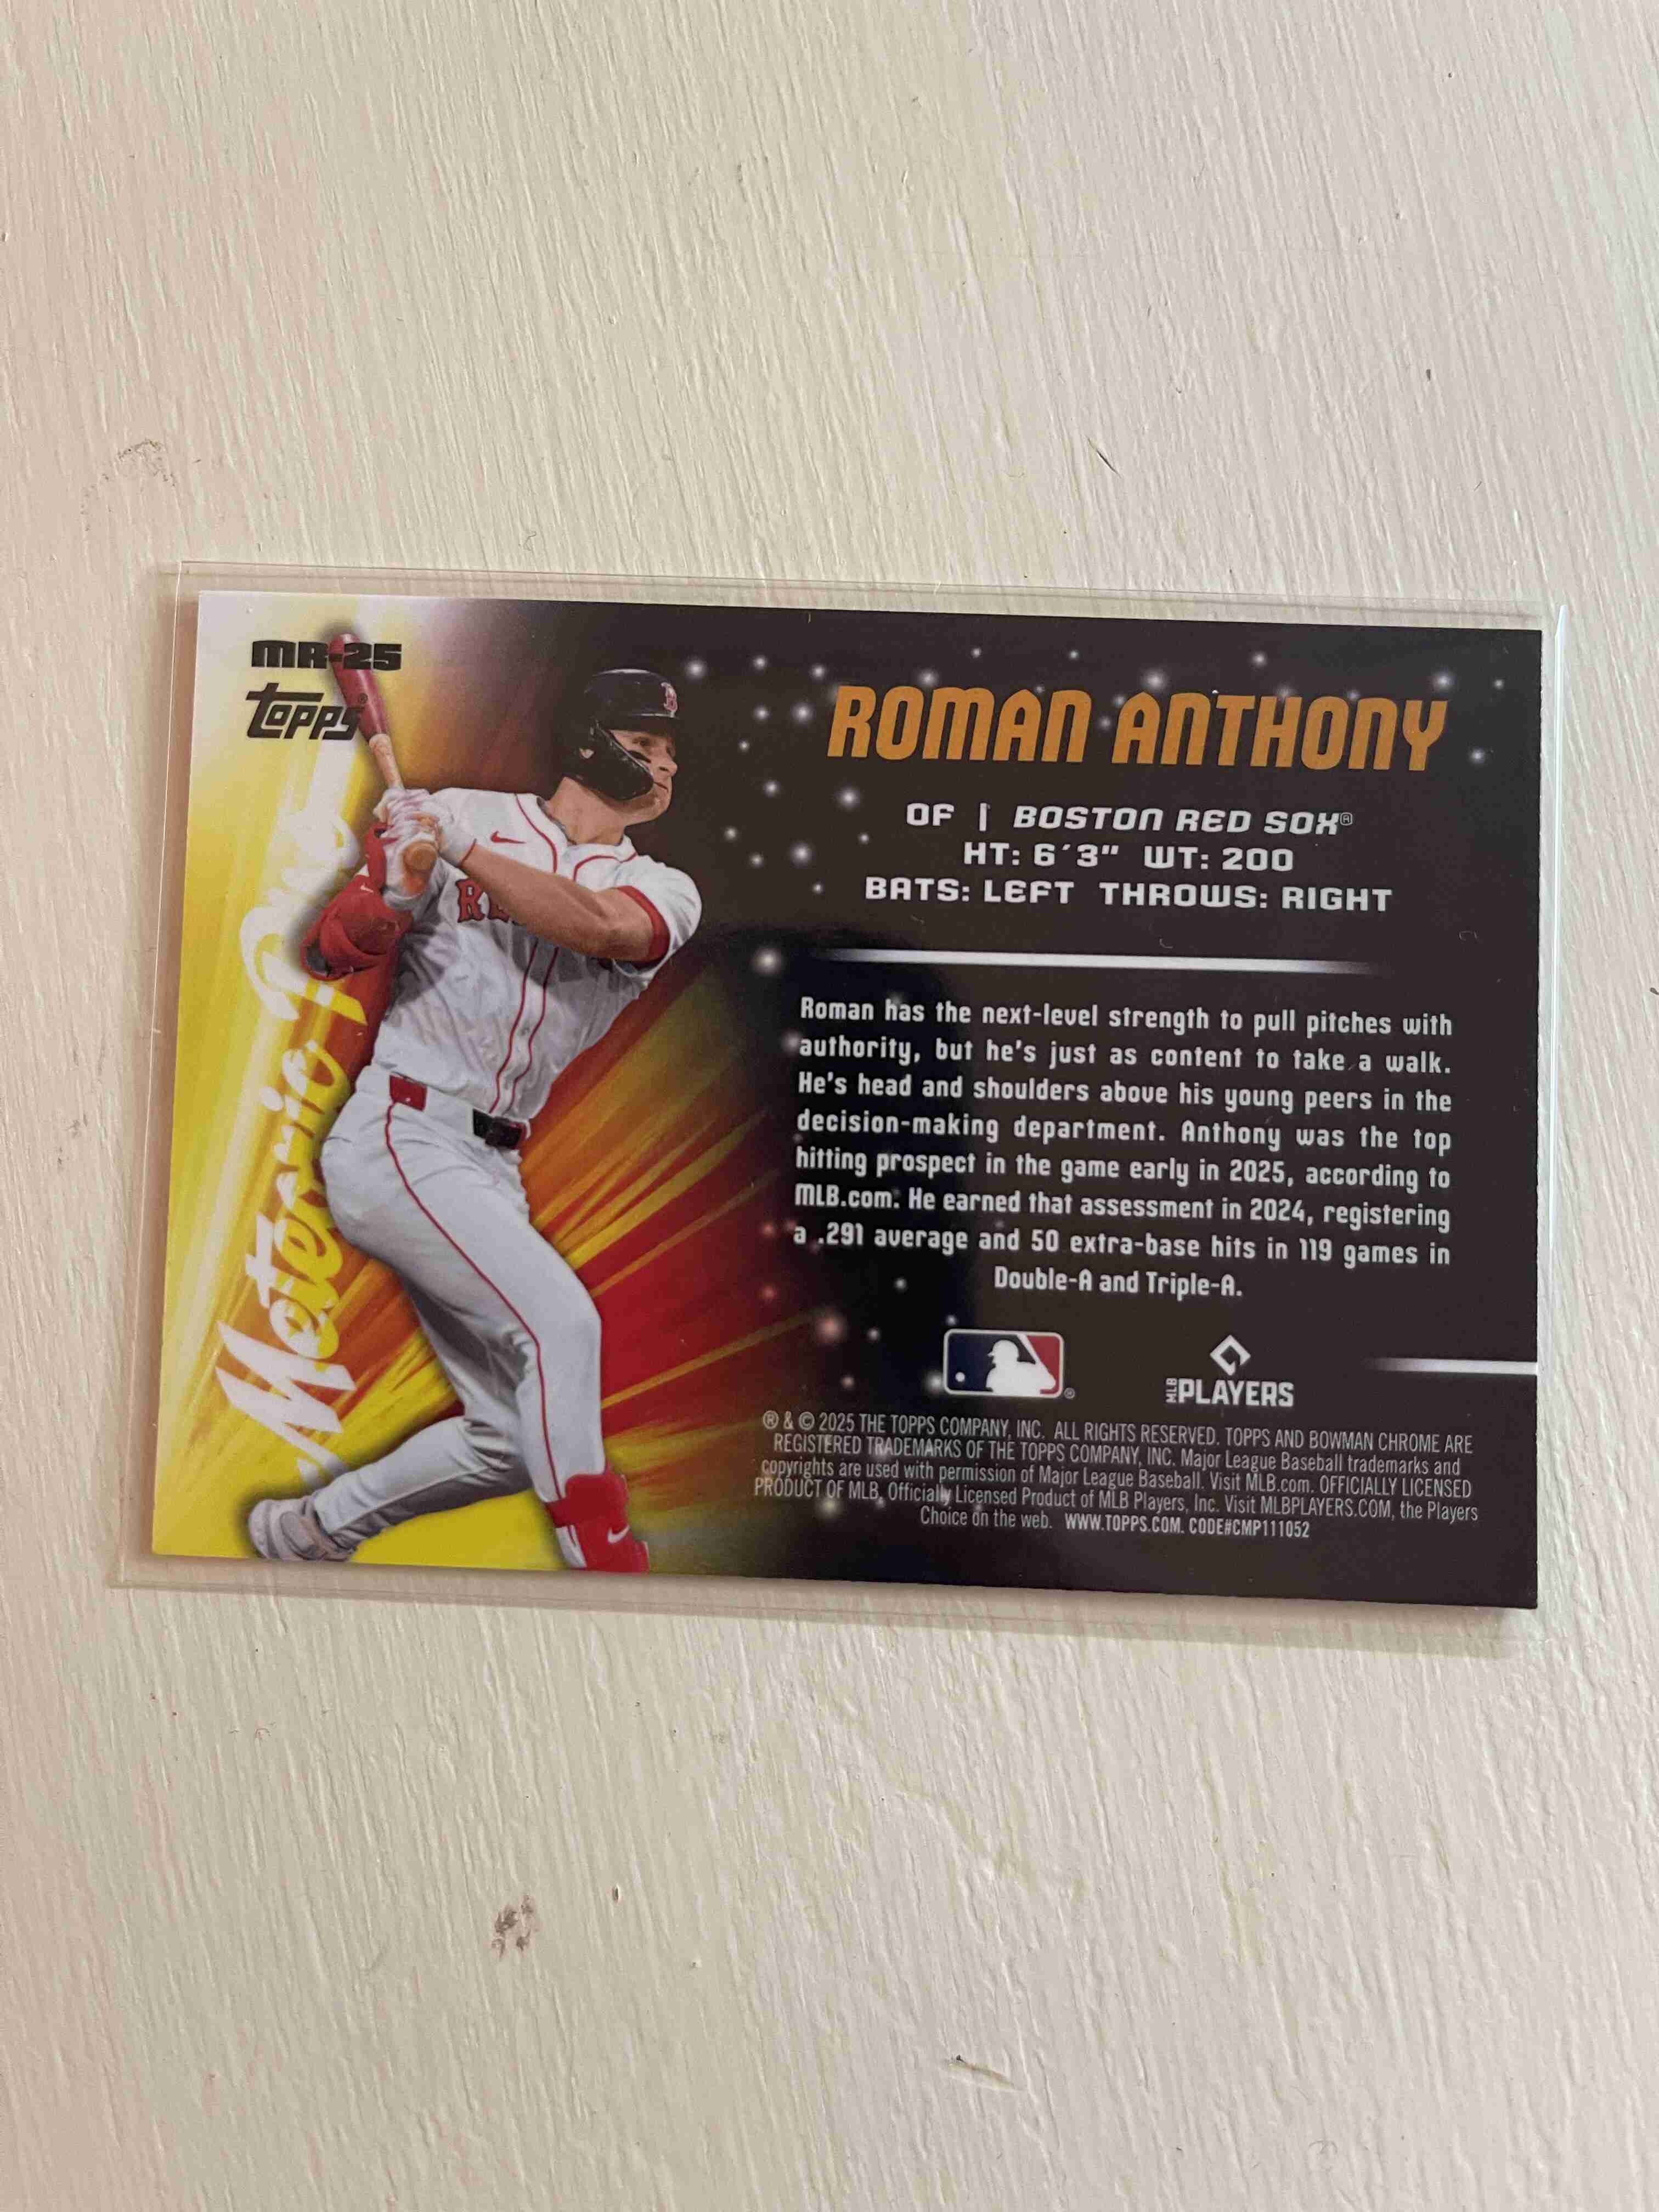 MR-25
topps®
ROMAN ANTHONY
OF | BOSTON RED SOX®
HT: 6'3" WT: 200
BATS: LEFT THROWS: RIGHT
Roman has the next-level strength to pull pitches with
authority, but he's just as content to take a walk.
He's head and shoulders above his young peers in the
decision-making department. Anthony was the top
hitting prospect in the game early in 2025, according to
MLB.com. He earned that assessment in 2024, registering
a .291 average and 50 extra-base hits in 119 games in
Double-A and Triple-A.
®
MLB PLAYERS
® & © 2025 THE TOPPS COMPANY, INC. ALL RIGHTS RESERVED. TOPPS AND BOWMAN CHROME ARE
REGISTERED TRADEMARKS OF THE TOPPS COMPANY, INC. Major League Baseball trademarks and
copyrights are used with permission of Major League Baseball. Visit MLB.com. OFFICIALLY LICENSED
PRODUCT OF MLB, Officially Licensed Product of MLB Players, Inc. Visit MLBPLAYERS.COM, the Players
Choice on the web. WWW.TOPPS.COM. CODE#CMP111052